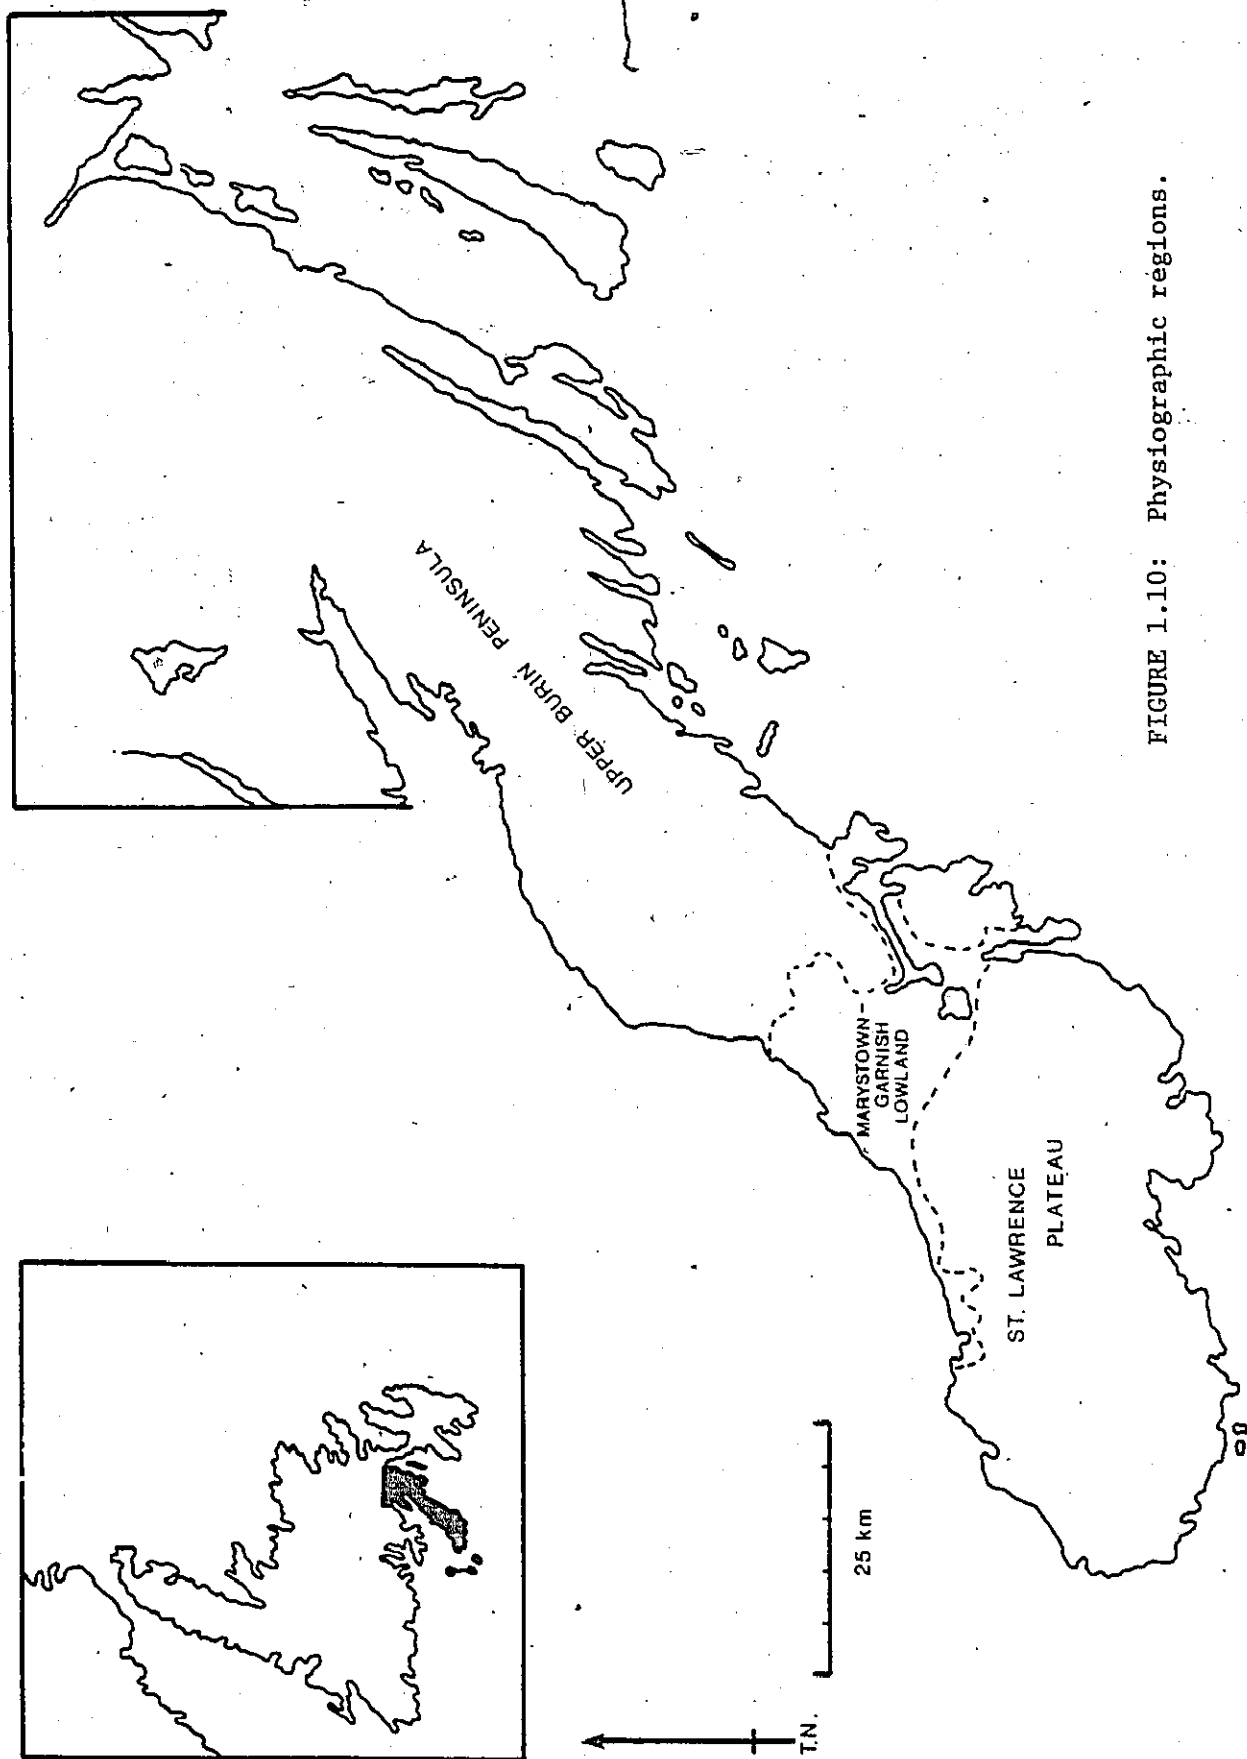 UPPER BURIN PENINSULA
MARYSTOWN-
GARNISH
LOWLAND
ST. LAWRENCE
PLATEAU
25 km
T.N.
FIGURE 1.10: Physiographic regions.